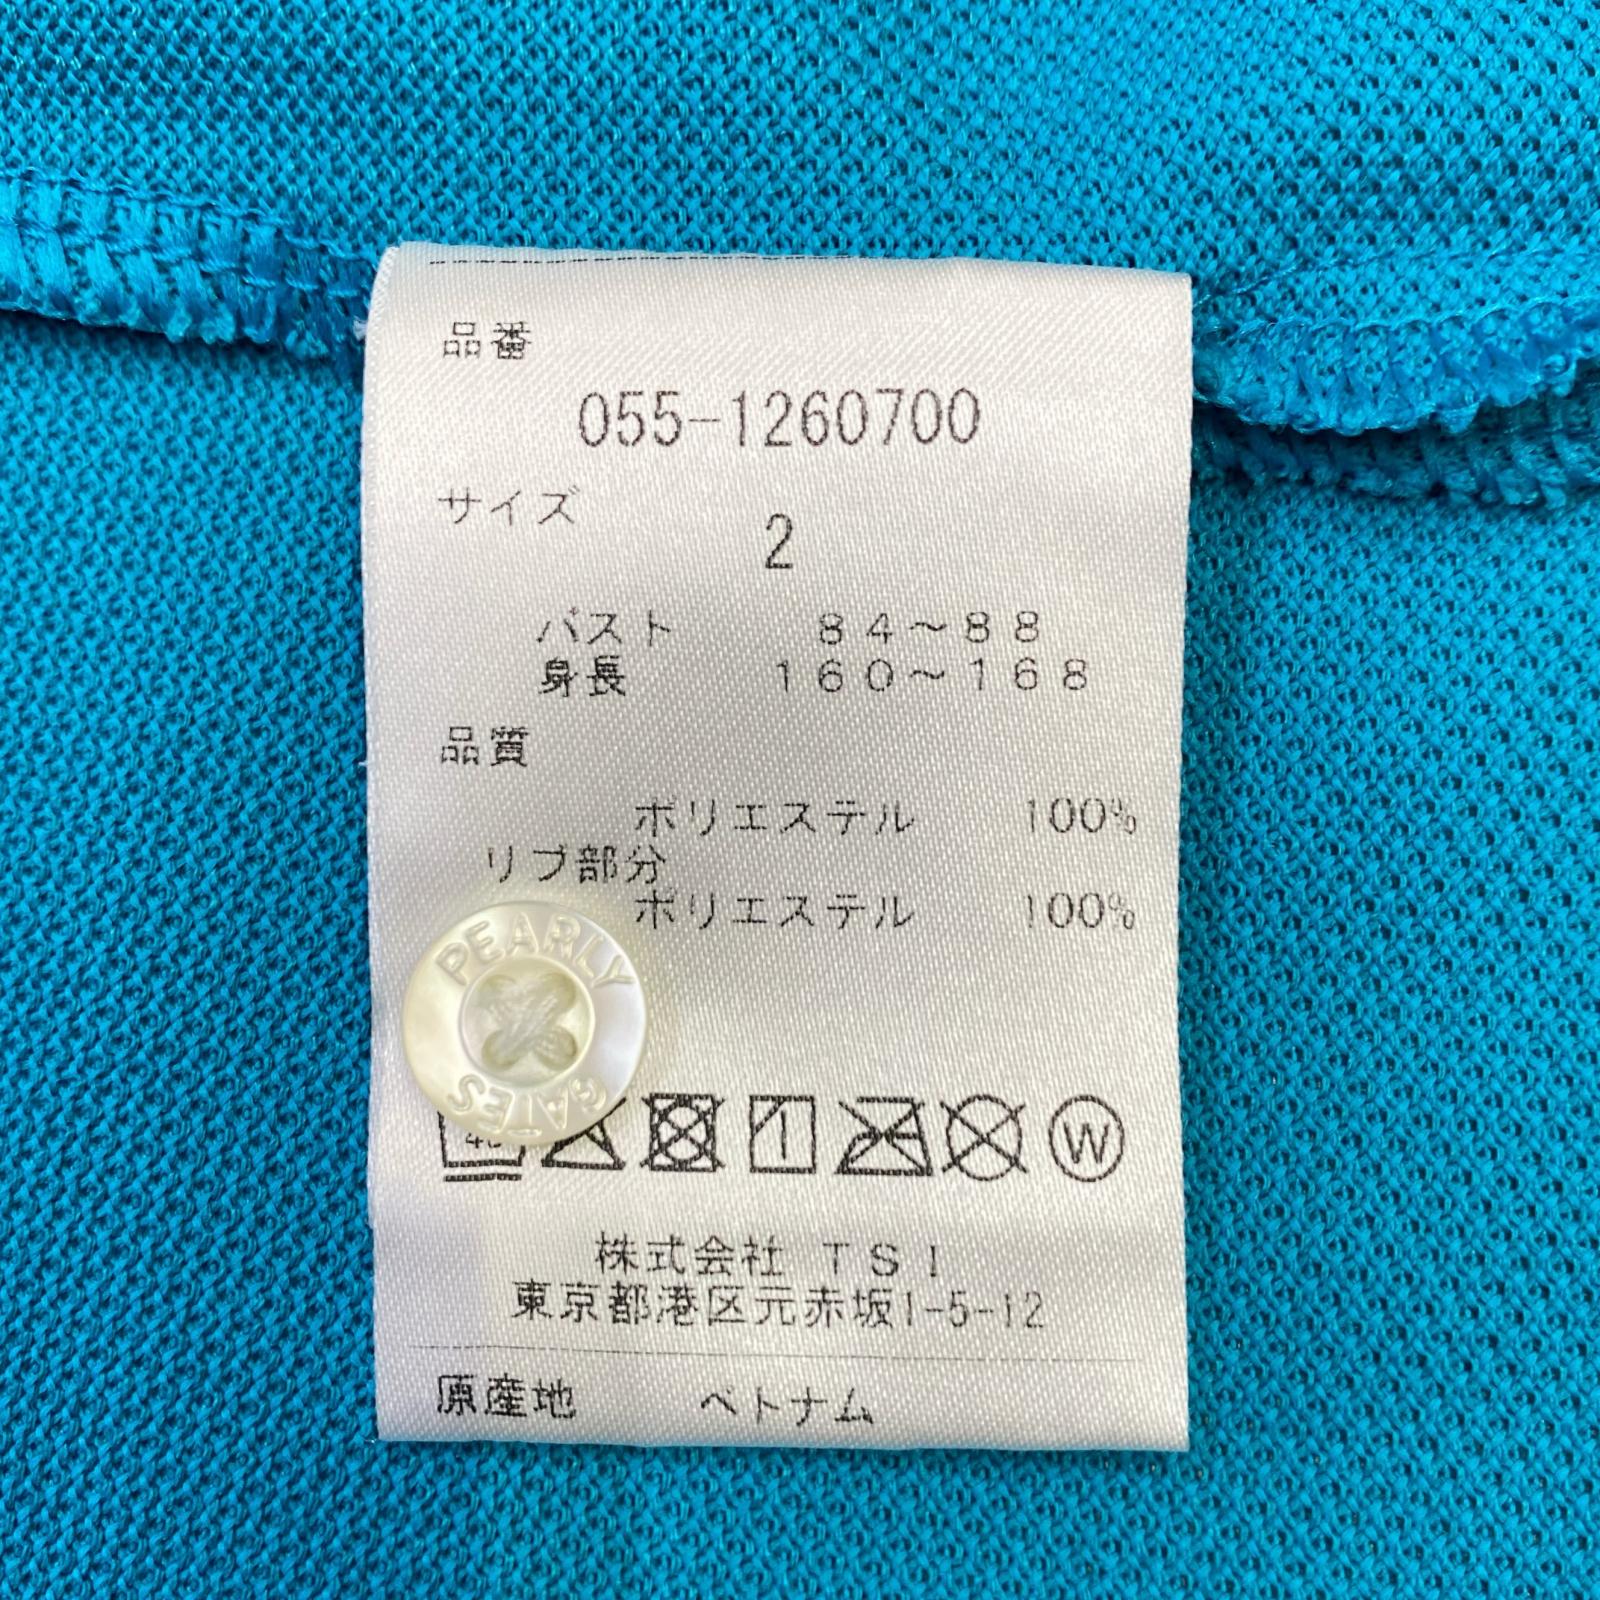 品番
055-1260700
サイズ
2
バスト 84～88
身長 160～168
品質
ポリエステル 100%
リブ部分
ポリエステル 100%
PEARLY
GATES
40
1
W
株式会社 TSI
東京都港区元赤坂1-5-12
原産地 ベトナム